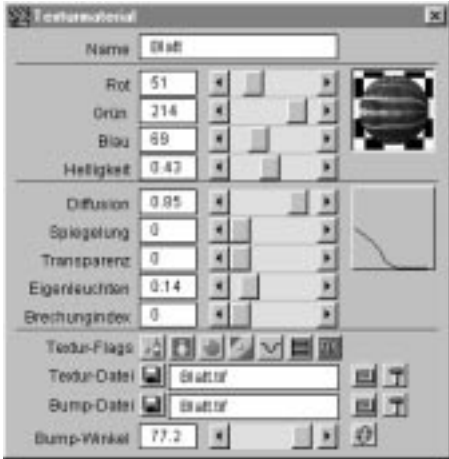 Texturmaterial
Name Blatt
Rot 51
Grün 214
Blau 69
Helligkeit 0.43
Diffusion 0.85
Spiegelung 0
Transparenz 0
Eigenleuchten 0.14
Brechungindex 0
Textur-Flags
Textur-Datei Blatt.tif
Bump-Datei Blatt.tif
Bump-Winkel 77.2